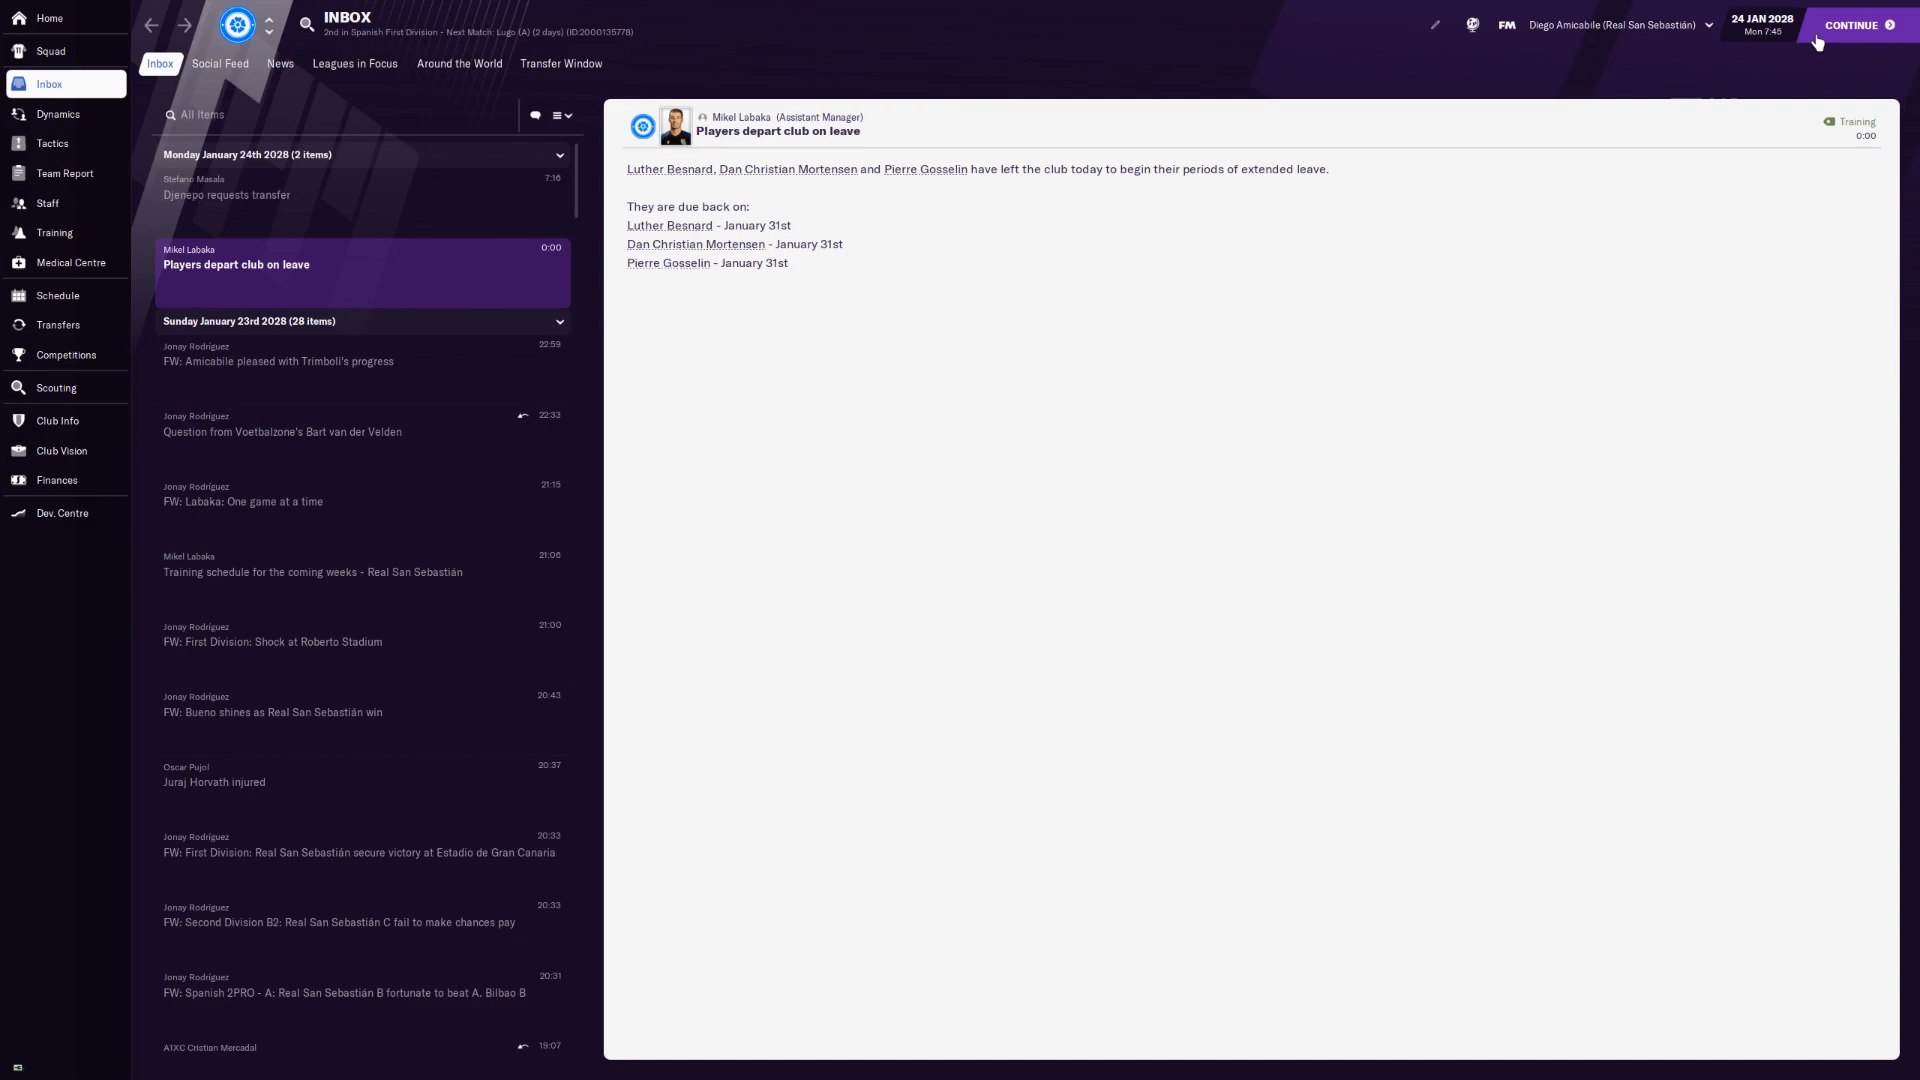 Home
Squad
Inbox
Dynamics
Tactics
Team Report
Staff
Training
Medical Centre
Schedule
Transfers
Competitions
Scouting
Club Info
Club Vision
Finances
Dev. Centre
INBOX
2nd in Spanish First Division - Next Match: Lugo (A) (2 days) (ID:2000135778)
FM Diego Amicabile (Real San Sebastián)
24 JAN 2028
Mon 7:45
CONTINUE
Inbox Social Feed News Leagues in Focus Around the World Transfer Window
All Items
Monday January 24th 2028 (2 items)
Stefano Masala 7:16
Djenepo requests transfer
Mikel Labaka 0:00
Players depart club on leave
Sunday January 23rd 2028 (28 items)
Jonay Rodríguez 22:59
FW: Amicabile pleased with Trimboli's progress
Jonay Rodríguez 22:33
Question from Voetbalzone's Bart van der Velden
Jonay Rodríguez 21:15
FW: Labaka: One game at a time
Mikel Labaka 21:06
Training schedule for the coming weeks - Real San Sebastián
Jonay Rodríguez 21:00
FW: First Division: Shock at Roberto Stadium
Jonay Rodríguez 20:43
FW: Bueno shines as Real San Sebastián win
Oscar Pujol 20:37
Juraj Horvath injured
Jonay Rodríguez 20:33
FW: First Division: Real San Sebastián secure victory at Estadio de Gran Canaria
Jonay Rodríguez 20:33
FW: Second Division B2: Real San Sebastián C fail to make chances pay
Jonay Rodríguez 20:31
FW: Spanish 2PRO - A: Real San Sebastián B fortunate to beat A. Bilbao B
A1XC Cristian Mercadal 19:07
Mikel Labaka (Assistant Manager)
Players depart club on leave
Training
0:00
Luther Besnard, Dan Christian Mortensen and Pierre Gosselin have left the club today to begin their periods of extended leave.
They are due back on:
Luther Besnard - January 31st
Dan Christian Mortensen - January 31st
Pierre Gosselin - January 31st